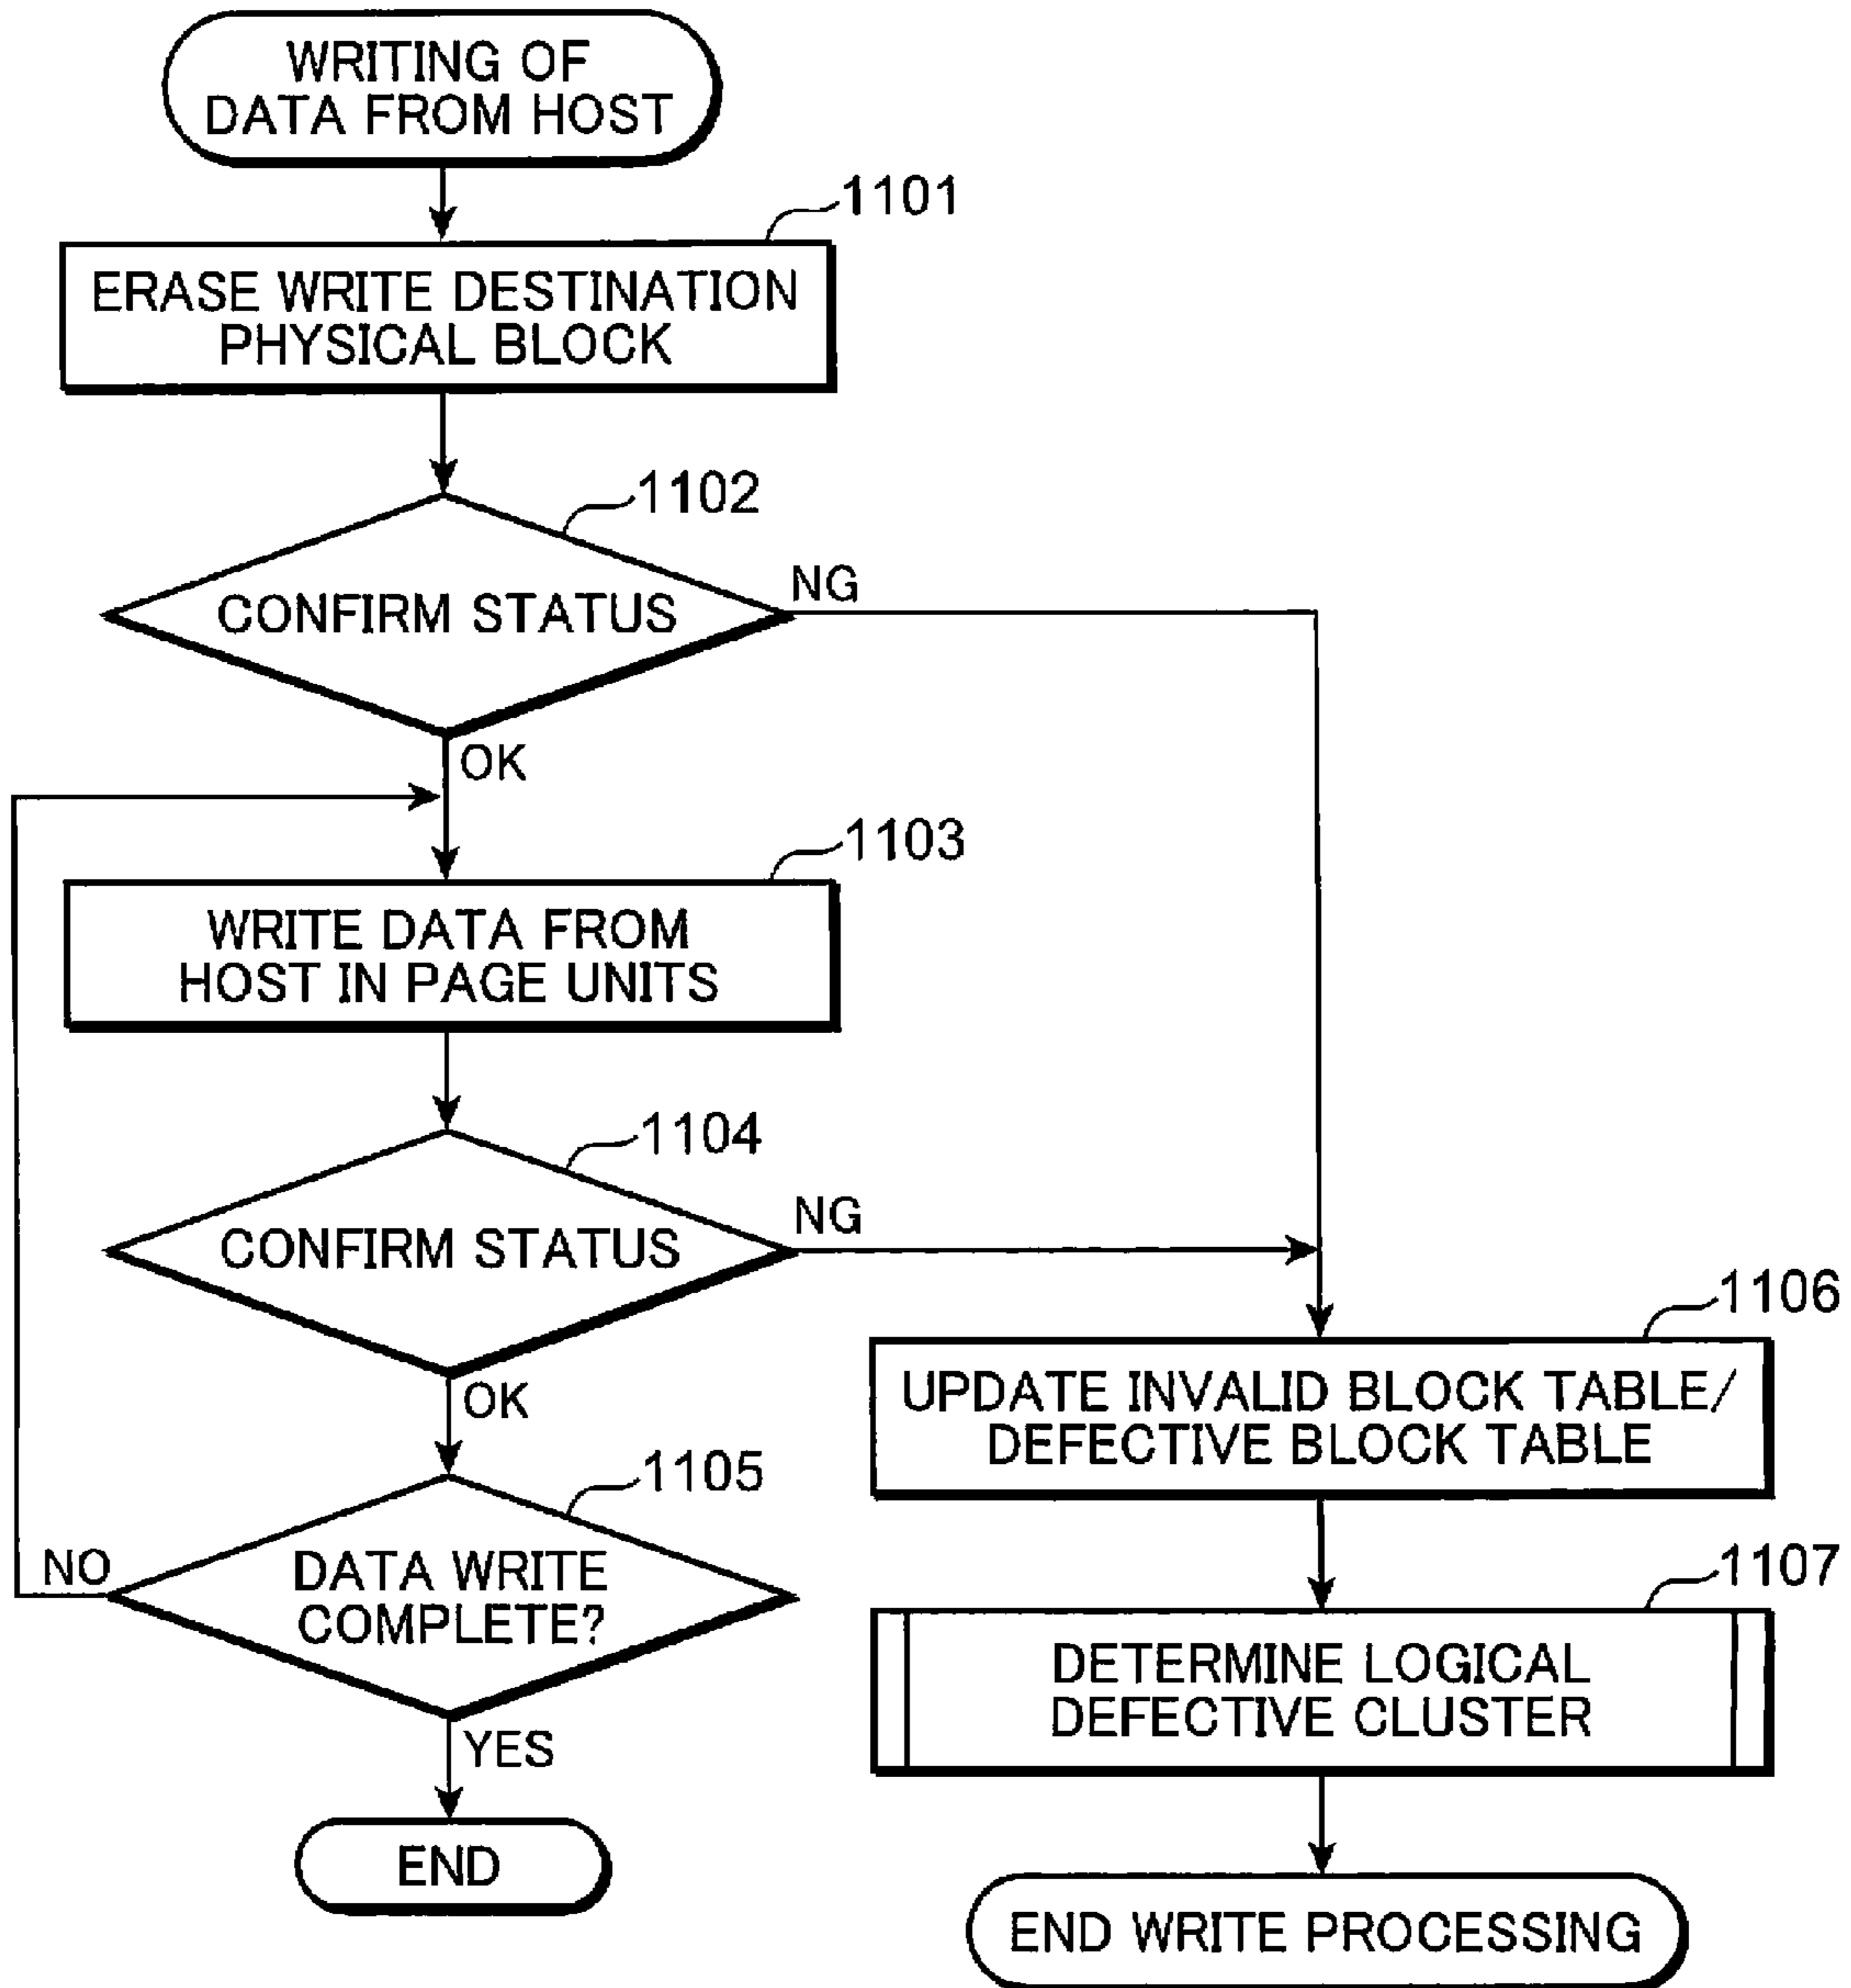 WRITING OF
DATA FROM HOST
1101
ERASE WRITE DESTINATION
PHYSICAL BLOCK
1102
CONFIRM STATUS
NG
OK
1103
WRITE DATA FROM
HOST IN PAGE UNITS
1104
CONFIRM STATUS
NG
OK
1105
DATA WRITE
COMPLETE?
NO
YES
END
1106
UPDATE INVALID BLOCK TABLE/
DEFECTIVE BLOCK TABLE
1107
DETERMINE LOGICAL
DEFECTIVE CLUSTER
END WRITE PROCESSING